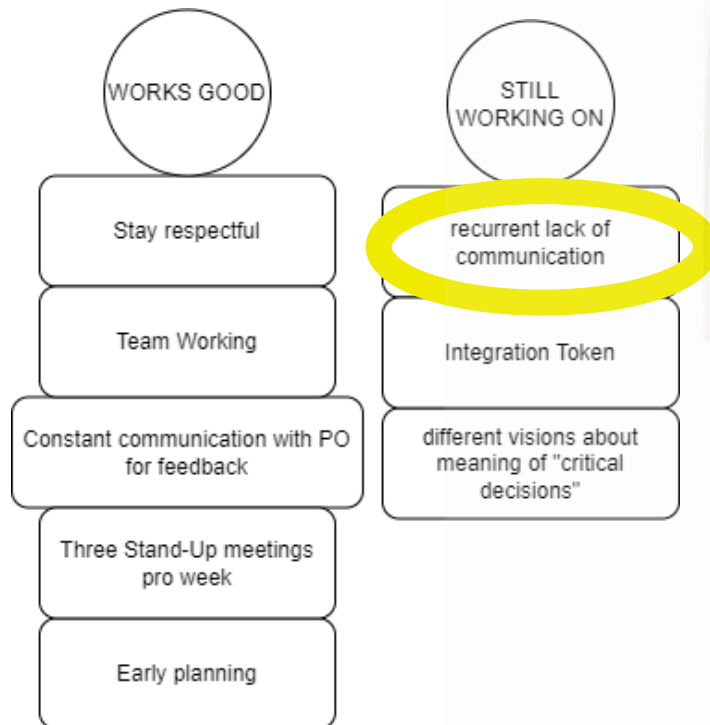 WORKS GOOD
Stay respectful
Team Working
Constant communication with PO
for feedback
Three Stand-Up meetings
pro week
Early planning
STILL
WORKING ON
recurrent lack of
communication
Integration Token
different visions about
meaning of "critical
decisions"